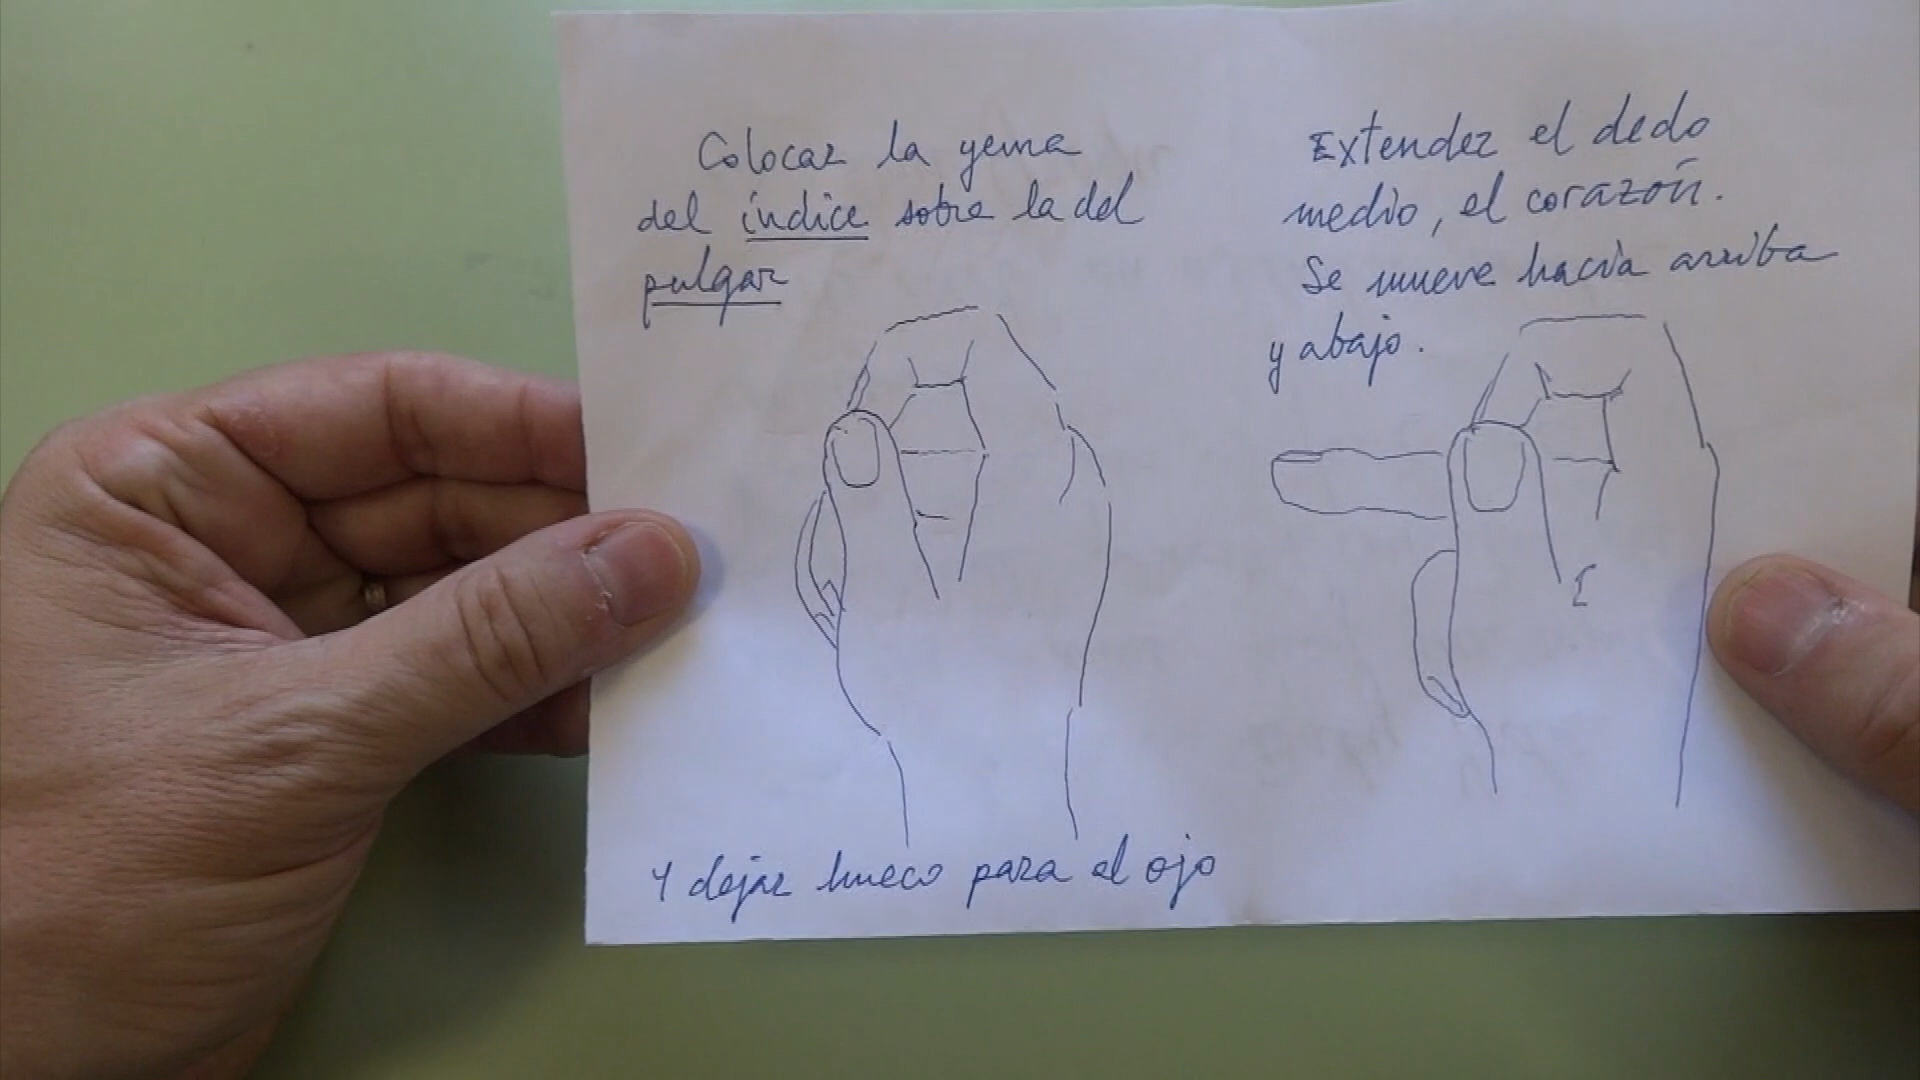 Colocar la yema
del índice sobre la del
pulgar
Y dejar hueco para el ojo
Extender el dedo
medio, el corazón.
Se mueve hacia arriba
y abajo.